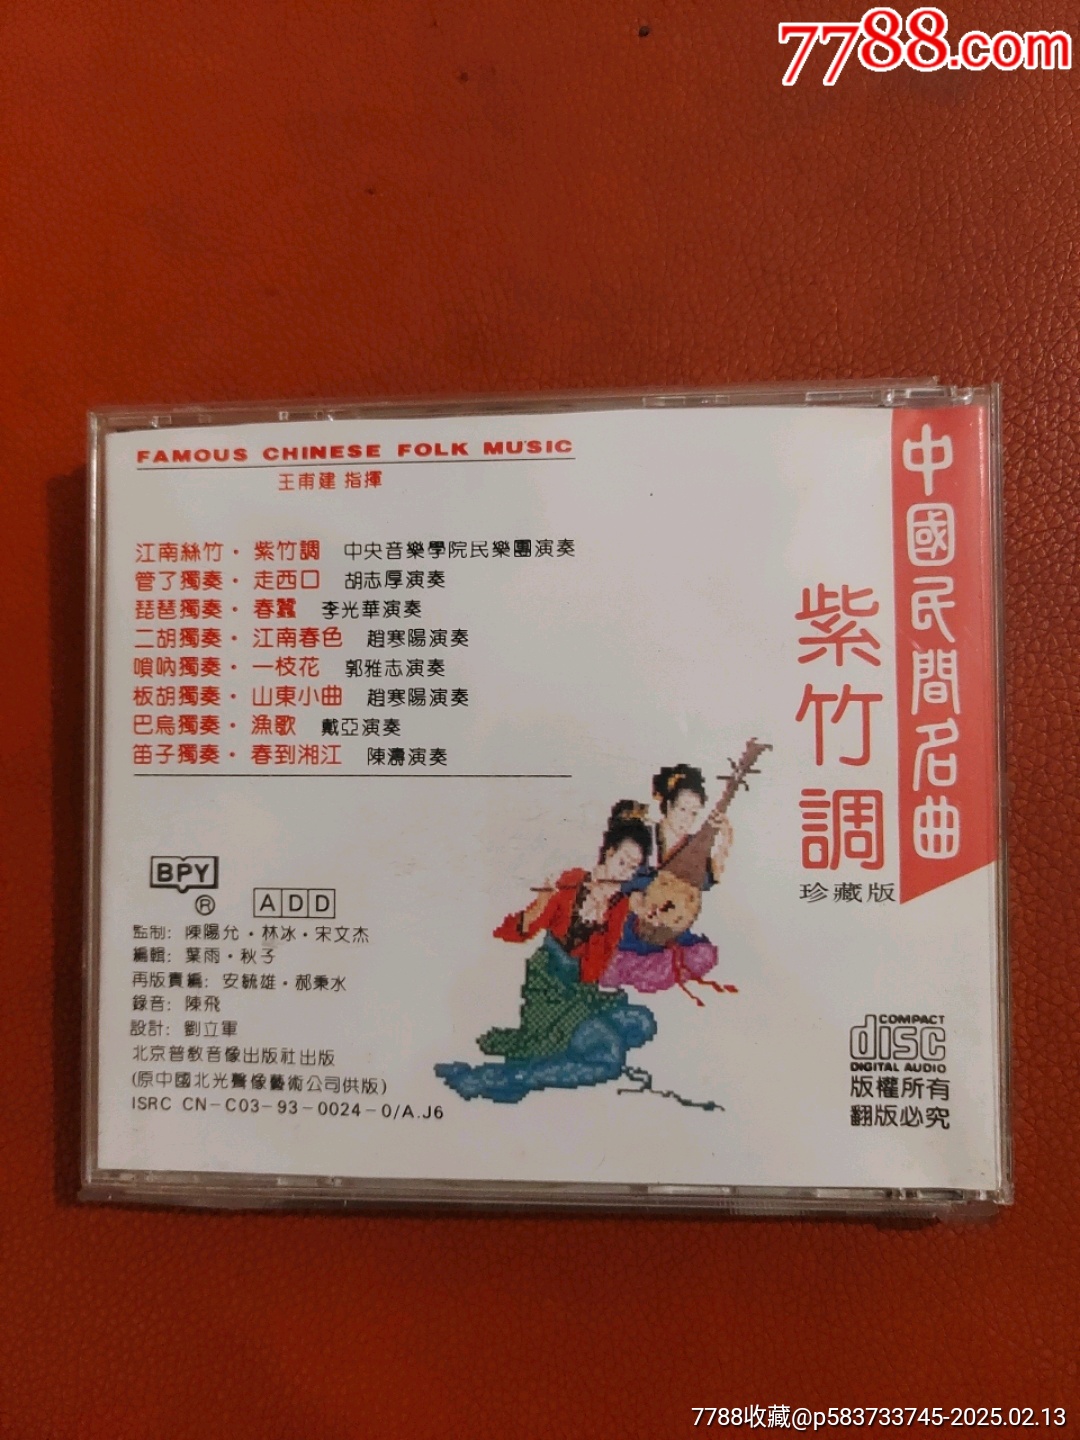 7788.com
FAMOUS CHINESE FOLK MUSIC
王甫建 指揮
江南絲竹・紫竹調 中央音樂學院民樂團演奏
管了獨奏・走西口 胡志厚演奏
琵琶獨奏・春蠶 李光華演奏
二胡獨奏・江南春色 趙寒陽演奏
嗩吶獨奏・一枝花 郭雅志演奏
板胡獨奏・山東小曲 趙寒陽演奏
巴烏獨奏・漁歌 戴亞演奏
笛子獨奏・春到湘江 陳濤演奏
中國民間名曲
紫竹調
珍藏版
BPY
®
ADD
監制: 陳陽允・林冰・宋文杰
編輯: 葉雨・秋子
再版責編: 安毓雄・郝秉水
錄音: 陳飛
設計: 劉立軍
北京普教音像出版社出版
(原中國北光聲像藝術公司供版)
ISRC CN-C03-93-0024-0/A.J6
COMPACT
disc
DIGITAL AUDIO
版權所有
翻版必究
7788收藏@p583733745-2025.02.13